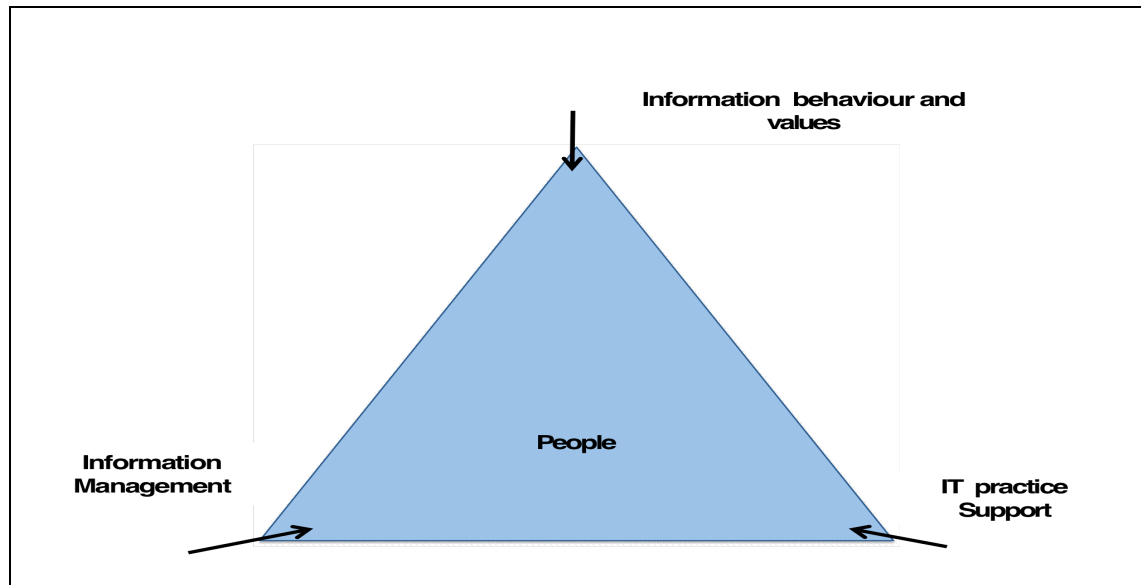 Information behaviour and
values
People
Information
Management
IT practice
Support